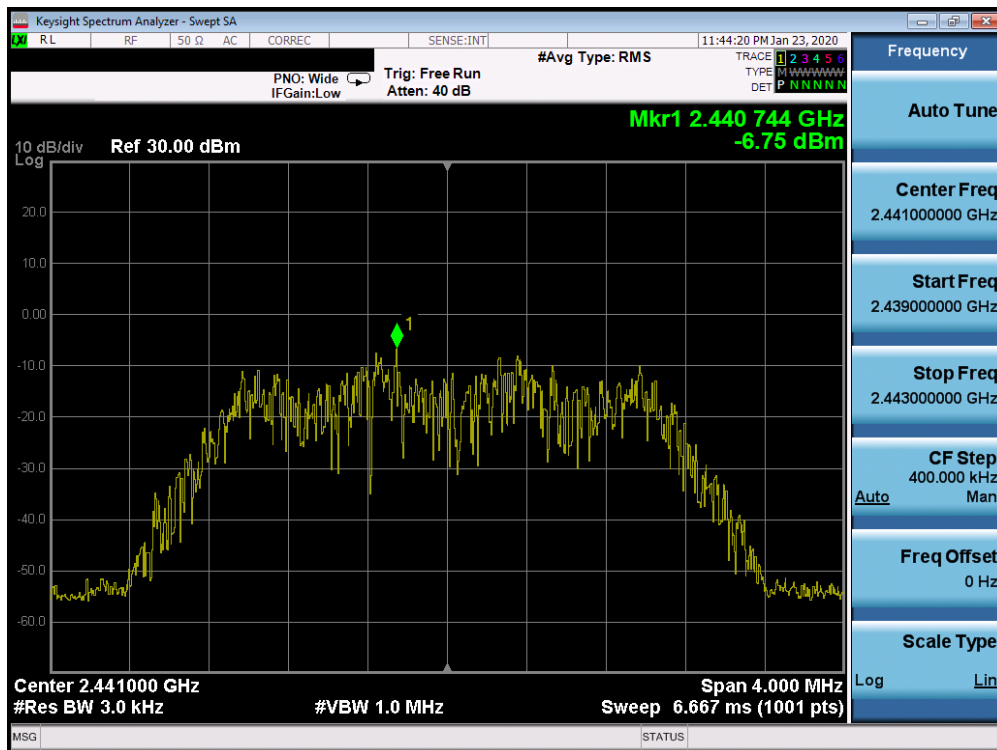 Keysight Spectrum Analyzer - Swept SA
LXI RL RF 50 Ω AC CORREC SENSE:INT 11:44:20 PM Jan 23, 2020
Frequency
PNO: Wide
IFGain:Low
Trig: Free Run
Atten: 40 dB
#Avg Type: RMS
TRACE 1 2 3 4 5 6
TYPE M WWWWW
DET P N N N N N
Auto Tune
Mkr1 2.440 744 GHz
-6.75 dBm
10 dB/div Ref 30.00 dBm
Log
20.0
10.0
0.00
-10.0
-20.0
-30.0
-40.0
-50.0
-60.0
1
Center Freq
2.441000000 GHz
Start Freq
2.439000000 GHz
Stop Freq
2.443000000 GHz
CF Step
400.000 kHz
Auto Man
Freq Offset
0 Hz
Scale Type
Log Lin
Center 2.441000 GHz Span 4.000 MHz
#Res BW 3.0 kHz #VBW 1.0 MHz Sweep 6.667 ms (1001 pts)
MSG STATUS